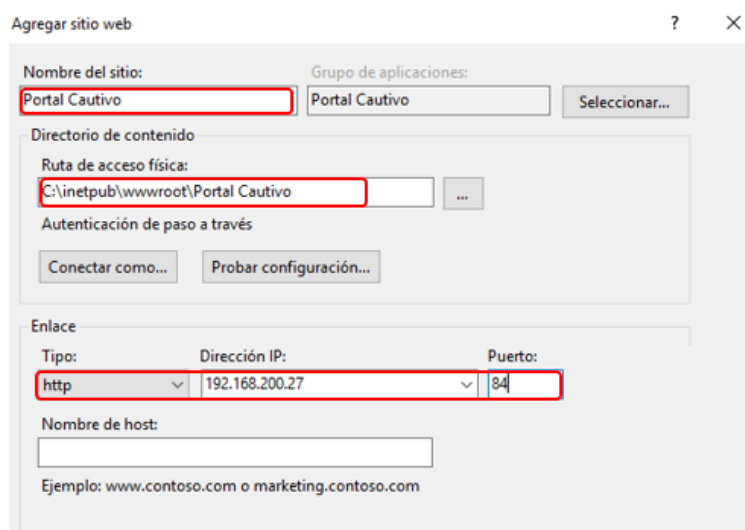 Agregar sitio web ? ×
Nombre del sitio: Grupo de aplicaciones:
Portal Cautivo Portal Cautivo Seleccionar...
Directorio de contenido
Ruta de acceso física:
C:\inetpub\wwwroot\Portal Cautivo ...
Autenticación de paso a través
Conectar como... Probar configuración...
Enlace
Tipo: Dirección IP: Puerto:
http 192.168.200.27 84
Nombre de host:
Ejemplo: www.contoso.com o marketing.contoso.com